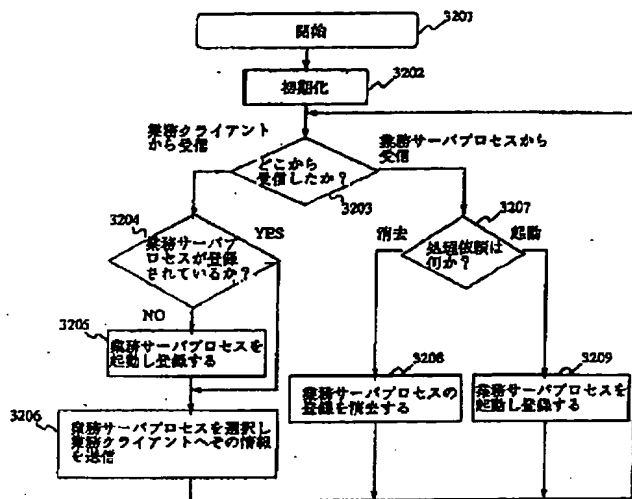 3201
開始
3202
初期化
業務クライアント
から受信
業務サーバプロセスから
受信
どこから
受信したか？
3203
3204
業務サーバプ
ロセスが登録
されているか？
YES
NO
3207
消去
処理依頼は
何か？
起動
3205
業務サーバプロセスを
起動し登録する
3208
業務サーバプロセスの
登録を消去する
3209
業務サーバプロセスを
起動し登録する
3206
業務サーバプロセスを選択し
業務クライアントへその情報
を送信